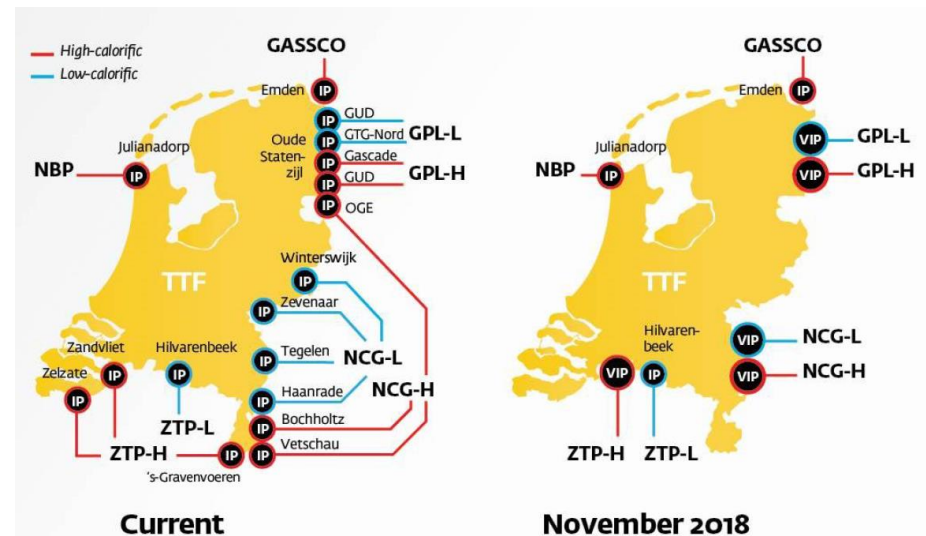 High-calorific
Low-calorific
GASSCO
Emden
IP
IP
GUD
IP
GTG-Nord
GPL-L
Oude
Staten-
zijl
IP
Gascade
IP
GUD
GPL-H
IP
OGE
Julianadorp
NBP
IP
Winterswijk
IP
Zevenaar
IP
TTF
Tegelen
IP
NCG-L
Haanrade
IP
NCG-H
Bochholtz
IP
Vetschau
IP
Zandvliet
IP
Zelzate
IP
Hilvarenbeek
IP
ZTP-L
ZTP-H
IP
's-Gravenvoeren
Current
GASSCO
Emden
IP
VIP
GPL-L
VIP
GPL-H
Julianadorp
NBP
IP
TTF
Hilvaren-
beek
VIP
NCG-L
VIP
NCG-H
VIP
IP
ZTP-H
ZTP-L
November 2018